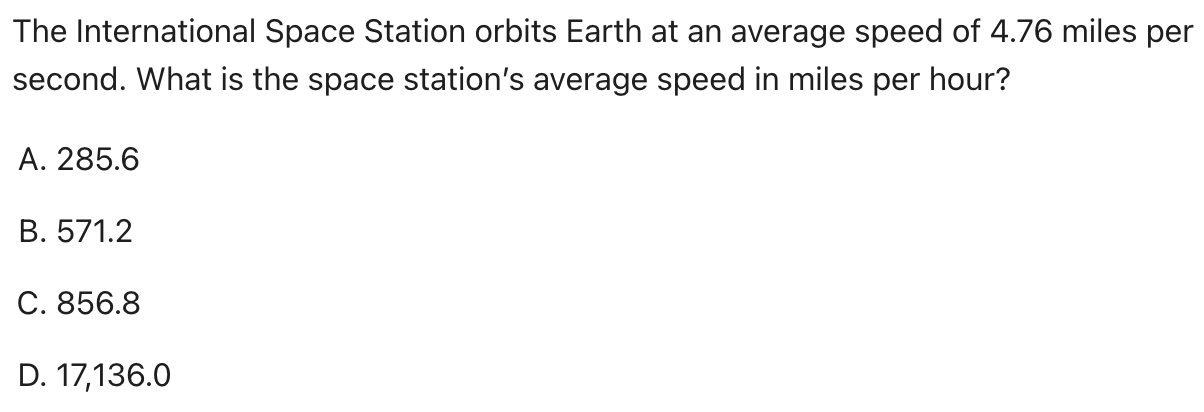 The International Space Station orbits Earth at an average speed of 4.76 miles per
second. What is the space station’s average speed in miles per hour?
A. 285.6
B. 571.2
C. 856.8
D. 17,136.0